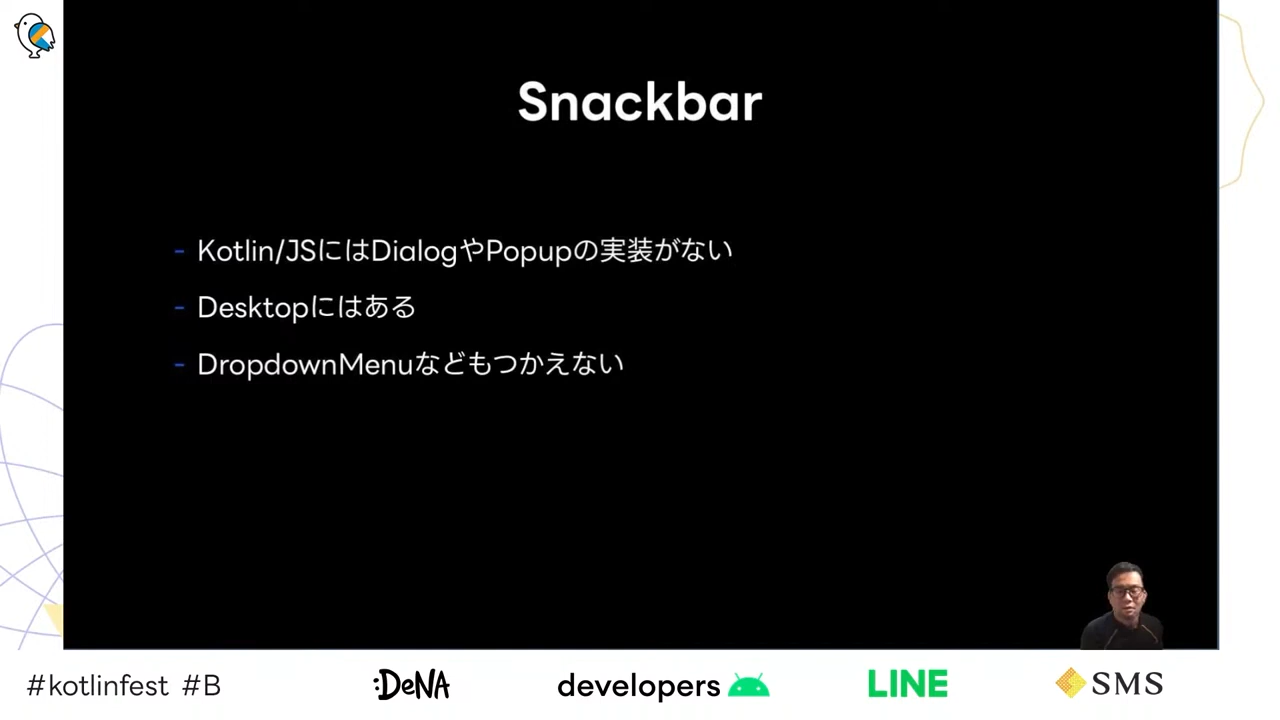 Snackbar
- Kotlin/JSにはDialogやPopupの実装がない
- Desktopにはある
- DropdownMenuなどもつかえない
#kotlinfest #B
:DeNA
developers
LINE
SMS